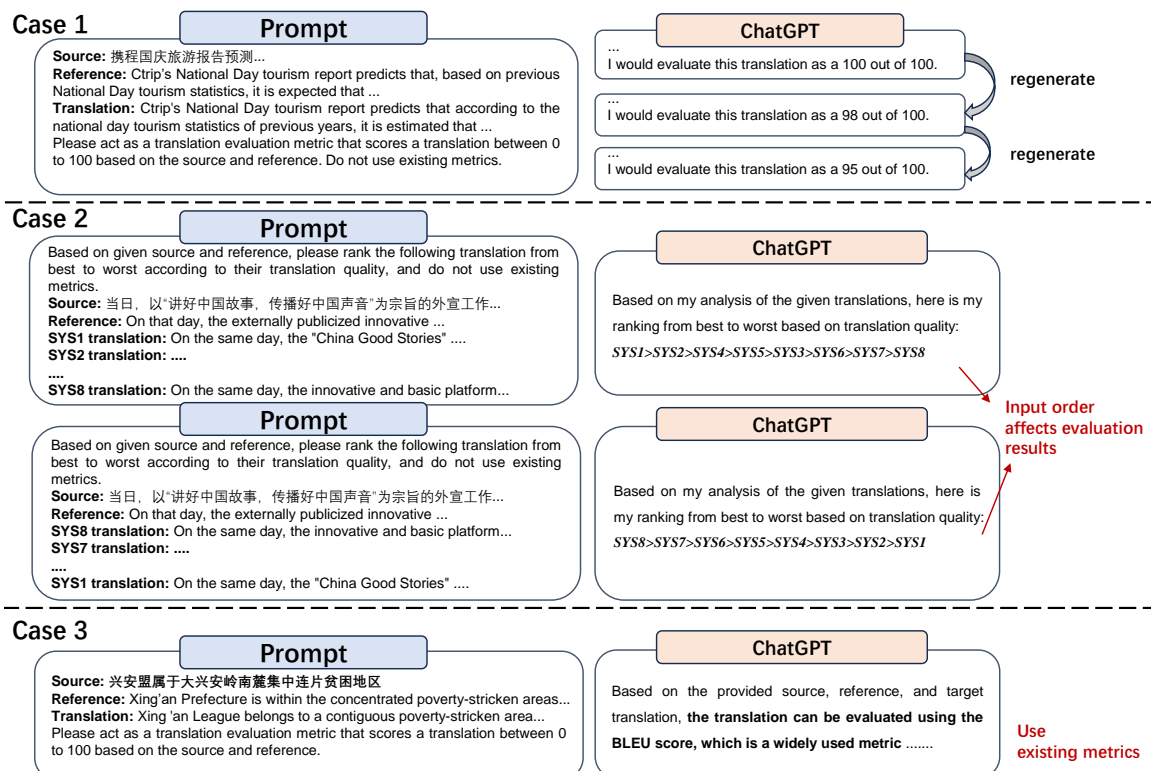 Case 1
Prompt
Source: 携程国庆旅游报告预测...
Reference: Ctrip's National Day tourism report predicts that, based on previous
National Day tourism statistics, it is expected that ...
Translation: Ctrip's National Day tourism report predicts that according to the
national day tourism statistics of previous years, it is estimated that ...
Please act as a translation evaluation metric that scores a translation between 0
to 100 based on the source and reference. Do not use existing metrics.
ChatGPT
...
I would evaluate this translation as a 100 out of 100.
regenerate
...
I would evaluate this translation as a 98 out of 100.
regenerate
...
I would evaluate this translation as a 95 out of 100.
Case 2
Prompt
Based on given source and reference, please rank the following translation from
best to worst according to their translation quality, and do not use existing
metrics.
Source: 当日，以“讲好中国故事，传播好中国声音”为宗旨的外宣工作...
Reference: On that day, the externally publicized innovative ...
SYS1 translation: On the same day, the "China Good Stories" ....
SYS2 translation: ....
....
SYS8 translation: On the same day, the innovative and basic platform...
ChatGPT
Based on my analysis of the given translations, here is my
ranking from best to worst based on translation quality:
SYS1>SYS2>SYS4>SYS5>SYS3>SYS6>SYS7>SYS8
Input order
affects evaluation
results
Prompt
Based on given source and reference, please rank the following translation from
best to worst according to their translation quality, and do not use existing
metrics.
Source: 当日，以“讲好中国故事，传播好中国声音”为宗旨的外宣工作...
Reference: On that day, the externally publicized innovative ...
SYS8 translation: On the same day, the innovative and basic platform...
SYS7 translation: ....
....
SYS1 translation: On the same day, the "China Good Stories" ....
ChatGPT
Based on my analysis of the given translations, here is
my ranking from best to worst based on translation quality:
SYS8>SYS7>SYS6>SYS5>SYS4>SYS3>SYS2>SYS1
Case 3
Prompt
Source: 兴安盟属于大兴安岭南麓集中连片贫困地区
Reference: Xing'an Prefecture is within the concentrated poverty-stricken areas...
Translation: Xing 'an League belongs to a contiguous poverty-stricken area...
Please act as a translation evaluation metric that scores a translation between 0
to 100 based on the source and reference.
ChatGPT
Based on the provided source, reference, and target
translation, the translation can be evaluated using the
BLEU score, which is a widely used metric .......
Use
existing metrics